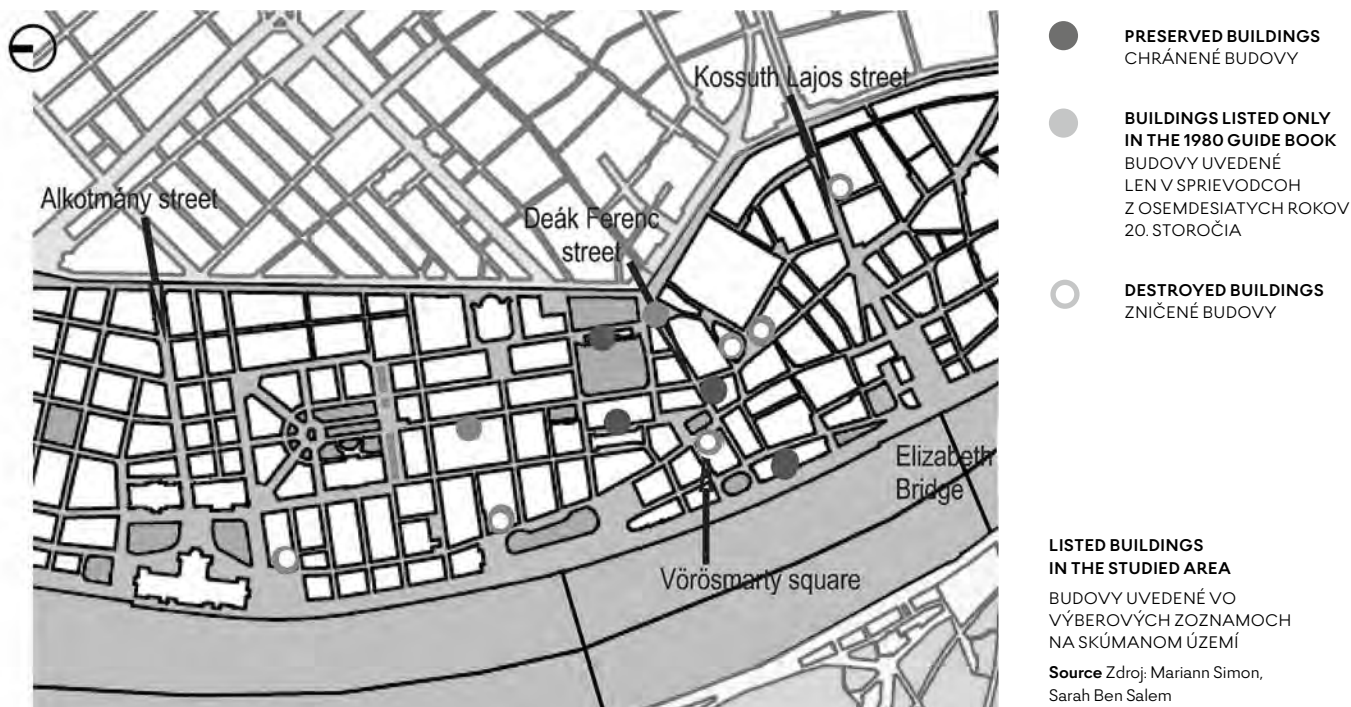 Kossuth Lajos street
Alkotmány street
Deák Ferenc
street
Elizabeth
Bridge
Vörösmarty square
PRESERVED BUILDINGS
CHRÁNENÉ BUDOVY
BUILDINGS LISTED ONLY
IN THE 1980 GUIDE BOOK
BUDOVY UVEDENÉ
LEN V SPRIEVODCOH
Z OSEMDESIATYCH ROKOV
20. STOROČIA
DESTROYED BUILDINGS
ZNIČENÉ BUDOVY
LISTED BUILDINGS
IN THE STUDIED AREA
BUDOVY UVEDENÉ VO
VÝBEROVÝCH ZOZNAMOCH
NA SKÚMANOM ÚZEMÍ
Source Zdroj: Mariann Simon,
Sarah Ben Salem